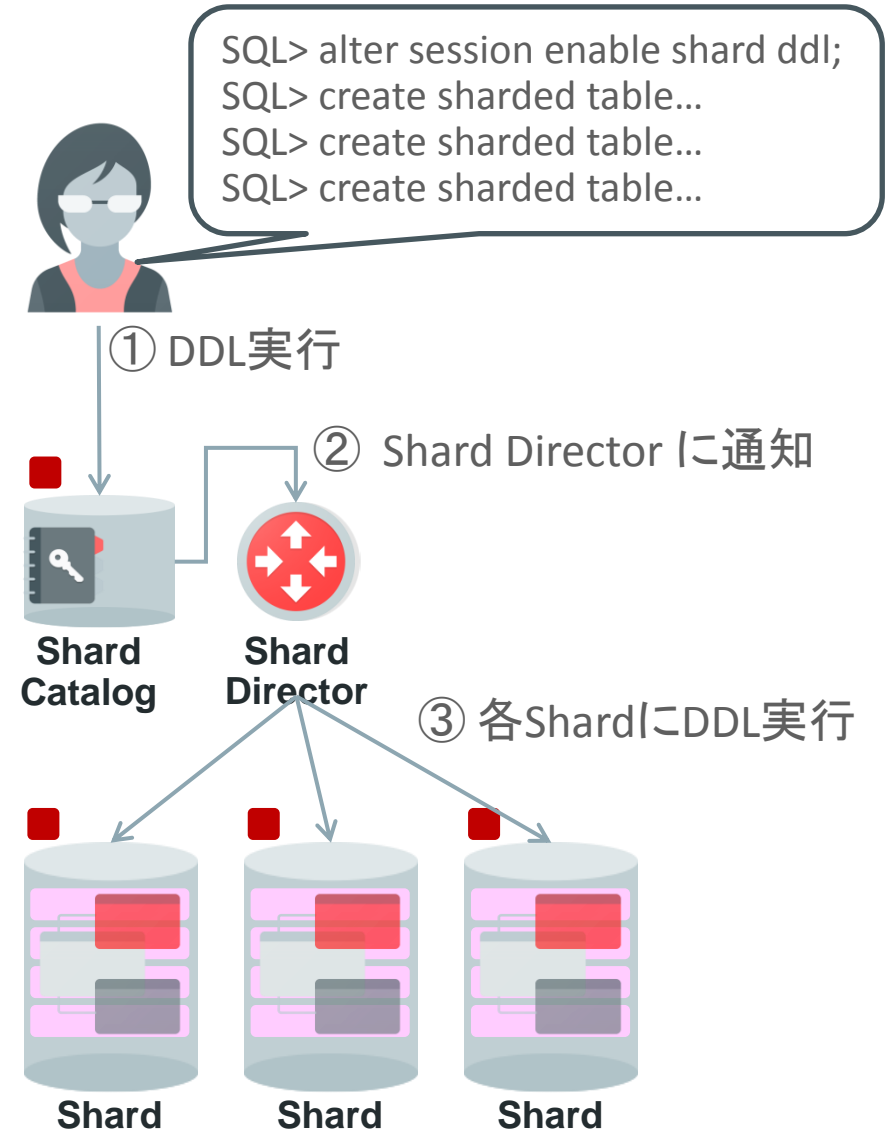 SQL> alter session enable shard ddl;
SQL> create sharded table...
SQL> create sharded table...
SQL> create sharded table...
① DDL実行
② Shard Director に通知
Shard
Catalog
Shard
Director
③ 各ShardにDDL実行
Shard
Shard
Shard